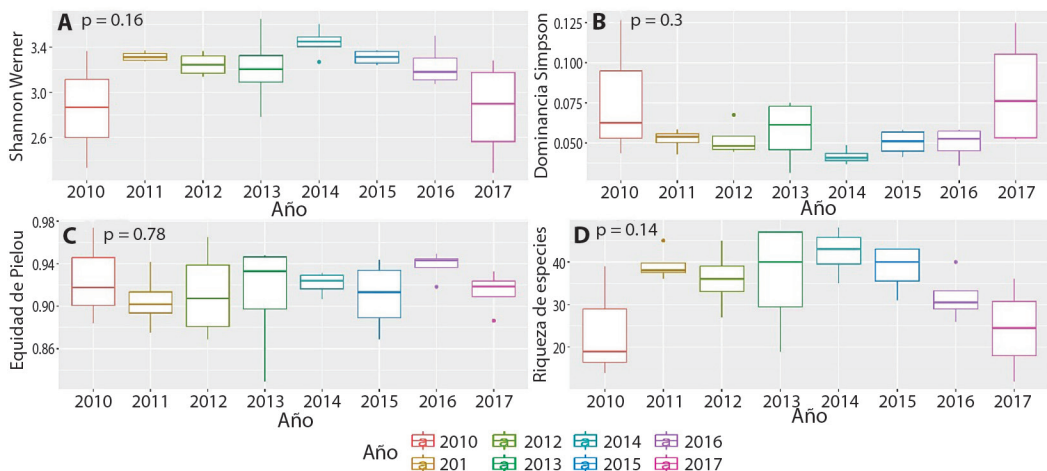 A p = 0.16
Shannon Werner
3.4
3.0
2.6
2010 2011 2012 2013 2014 2015 2016 2017
Año
B p = 0.3
Dominancia Simpson
0.125
0.100
0.075
0.050
2010 2011 2012 2013 2014 2015 2016 2017
Año
C p = 0.78
Equidad de Pielou
0.98
0.94
0.90
0.86
2010 2011 2012 2013 2014 2015 2016 2017
Año
D p = 0.14
Riqueza de especies
40
30
20
2010 2011 2012 2013 2014 2015 2016 2017
Año
Año
a 2010 a 2012 a 2014 a 2016
a 201 a 2013 a 2015 a 2017